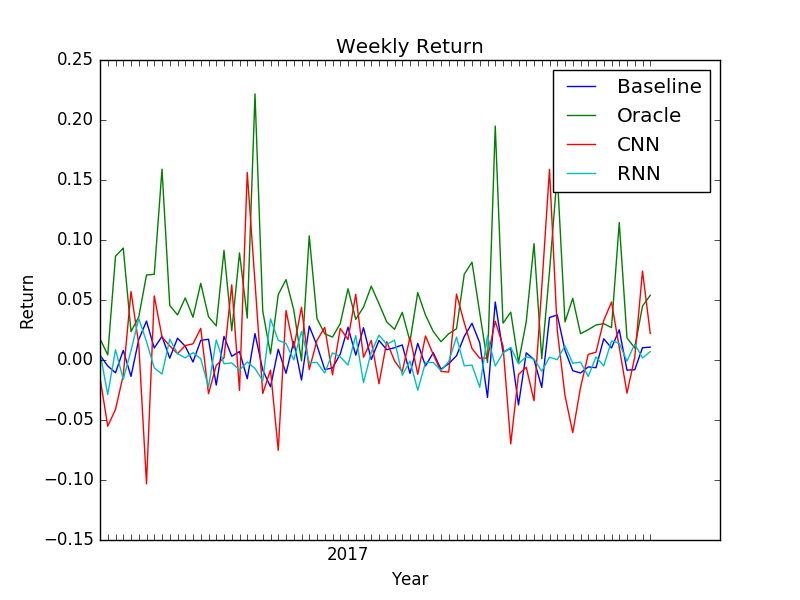 Weekly Return
0.25
0.20
0.15
0.10
0.05
0.00
−0.05
−0.10
−0.15
Return
Baseline
Oracle
CNN
RNN
2017
Year